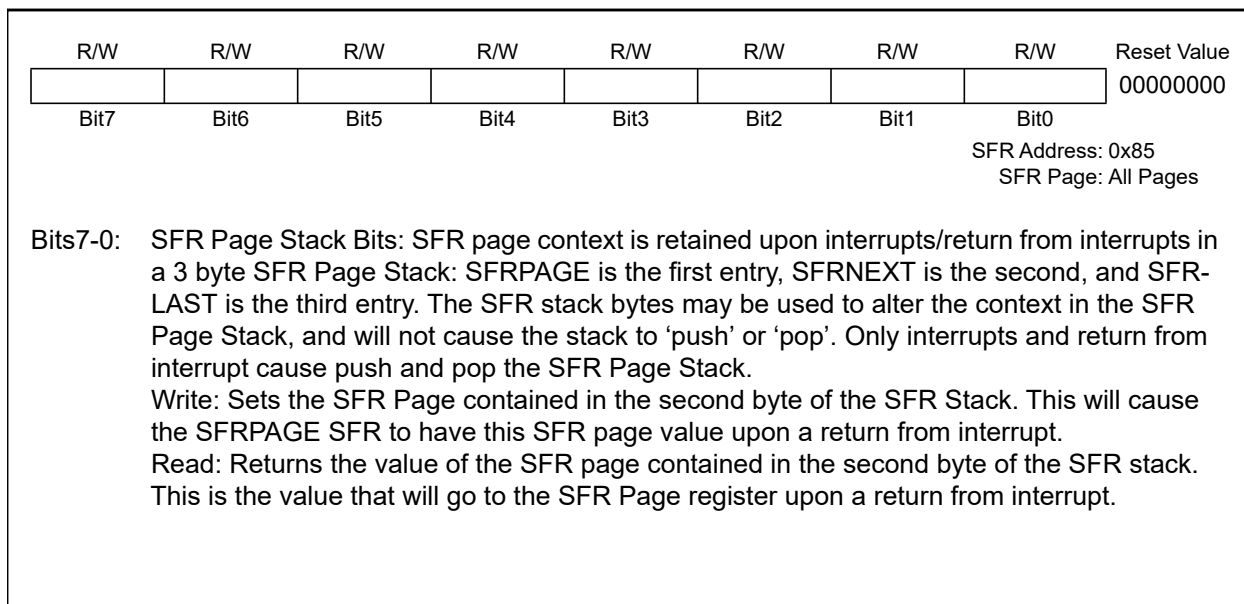 R/W R/W R/W R/W R/W R/W R/W R/W Reset Value
00000000
Bit7 Bit6 Bit5 Bit4 Bit3 Bit2 Bit1 Bit0
SFR Address: 0x85
SFR Page: All Pages
Bits7-0: SFR Page Stack Bits: SFR page context is retained upon interrupts/return from interrupts in
a 3 byte SFR Page Stack: SFRPAGE is the first entry, SFRNEXT is the second, and SFR-
LAST is the third entry. The SFR stack bytes may be used to alter the context in the SFR
Page Stack, and will not cause the stack to ‘push’ or ‘pop’. Only interrupts and return from
interrupt cause push and pop the SFR Page Stack.
Write: Sets the SFR Page contained in the second byte of the SFR Stack. This will cause
the SFRPAGE SFR to have this SFR page value upon a return from interrupt.
Read: Returns the value of the SFR page contained in the second byte of the SFR stack.
This is the value that will go to the SFR Page register upon a return from interrupt.